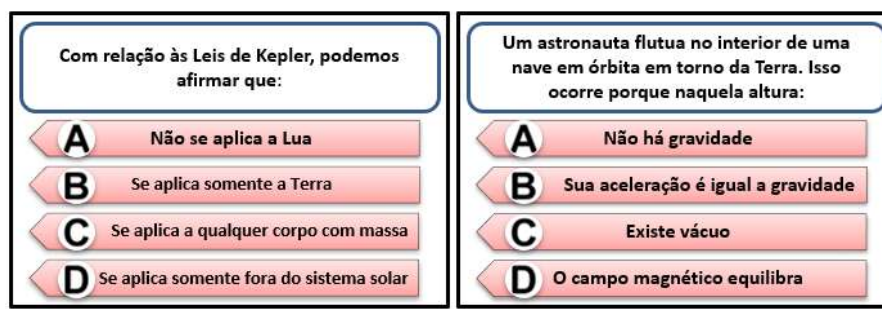 Com relação às Leis de Kepler, podemos
afirmar que:
A Não se aplica a Lua
B Se aplica somente a Terra
C Se aplica a qualquer corpo com massa
D Se aplica somente fora do sistema solar
Um astronauta flutua no interior de uma
nave em órbita em torno da Terra. Isso
ocorre porque naquela altura:
A Não há gravidade
B Sua aceleração é igual a gravidade
C Existe vácuo
D O campo magnético equilibra